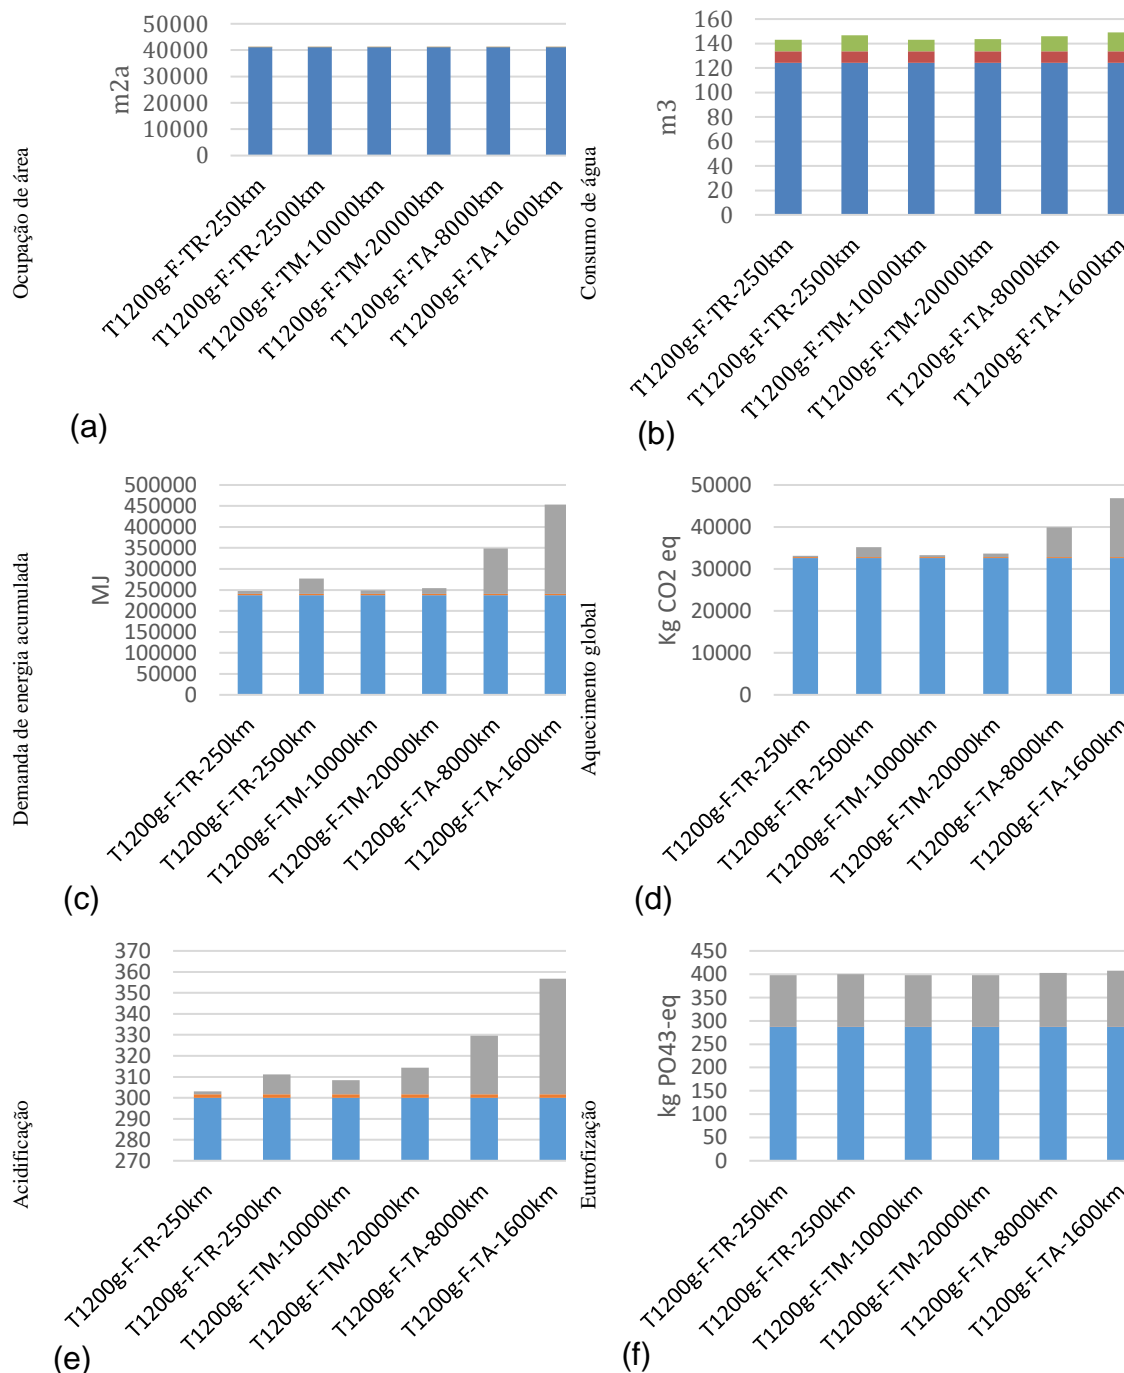 Ocupação de área
m2a
50000
40000
30000
20000
10000
0
T1200g-F-TR-250km
T1200g-F-TR-2500km
T1200g-F-TM-10000km
T1200g-F-TM-20000km
T1200g-F-TA-8000km
T1200g-F-TA-1600km
(a)
Consumo de água
m3
160
140
120
100
80
60
40
20
0
T1200g-F-TR-250km
T1200g-F-TR-2500km
T1200g-F-TM-10000km
T1200g-F-TM-20000km
T1200g-F-TA-8000km
T1200g-F-TA-1600km
(b)
Demanda de energia acumulada
MJ
500000
450000
400000
350000
300000
250000
200000
150000
100000
50000
0
T1200g-F-TR-250km
T1200g-F-TR-2500km
T1200g-F-TM-10000km
T1200g-F-TM-20000km
T1200g-F-TA-8000km
T1200g-F-TA-1600km
(c)
Aquecimento global
Kg CO2 eq
50000
40000
30000
20000
10000
0
T1200g-F-TR-250km
T1200g-F-TR-2500km
T1200g-F-TM-10000km
T1200g-F-TM-20000km
T1200g-F-TA-8000km
T1200g-F-TA-1600km
(d)
Acidificação
370
360
350
340
330
320
310
300
290
280
270
T1200g-F-TR-250km
T1200g-F-TR-2500km
T1200g-F-TM-10000km
T1200g-F-TM-20000km
T1200g-F-TA-8000km
T1200g-F-TA-1600km
(e)
Eutrofização
kg PO43-eq
450
400
350
300
250
200
150
100
50
0
T1200g-F-TR-250km
T1200g-F-TR-2500km
T1200g-F-TM-10000km
T1200g-F-TM-20000km
T1200g-F-TA-8000km
T1200g-F-TA-1600km
(f)